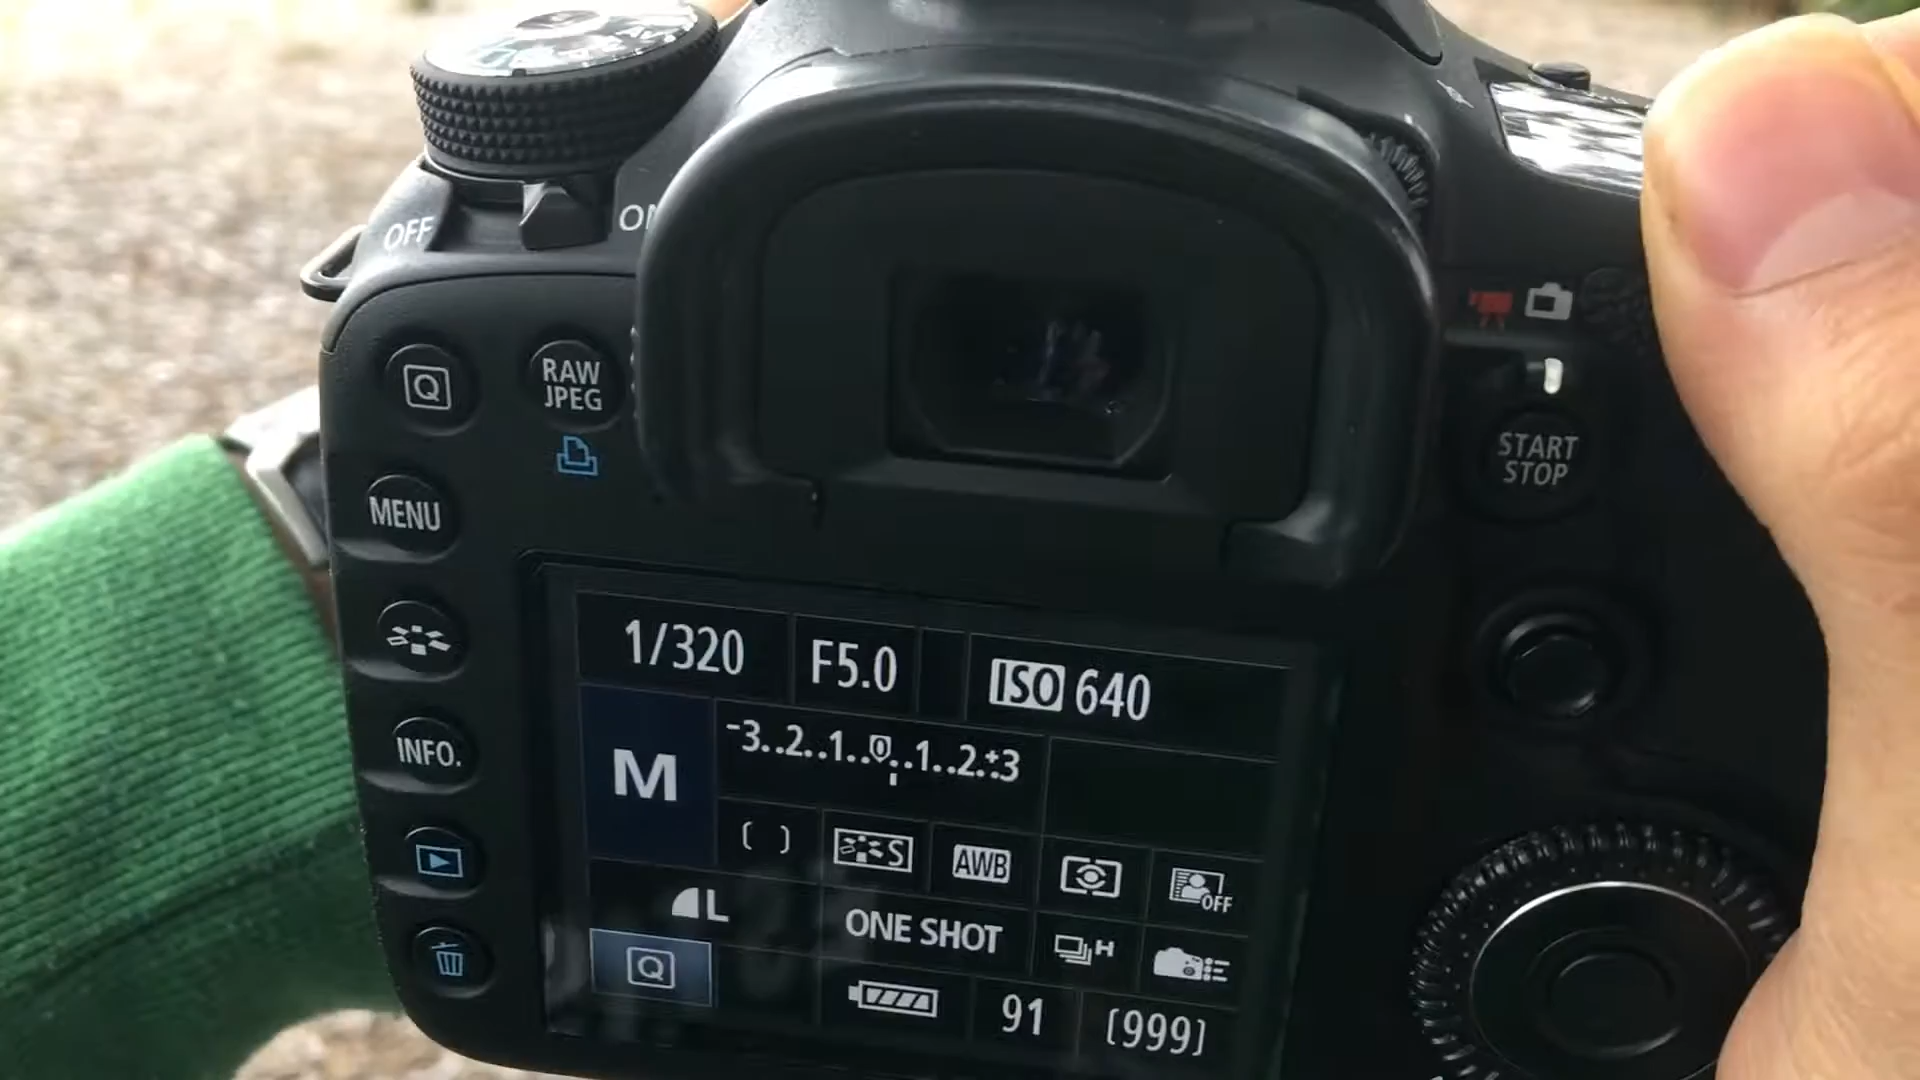 Av
OFF
ON
Q
RAW
JPEG
MENU
START
STOP
INFO.
1/320
F5.0
ISO 640
-3..2..1..0..1..2..+3
M
S
AWB
OFF
L
ONE SHOT
H
Q
91
[999]